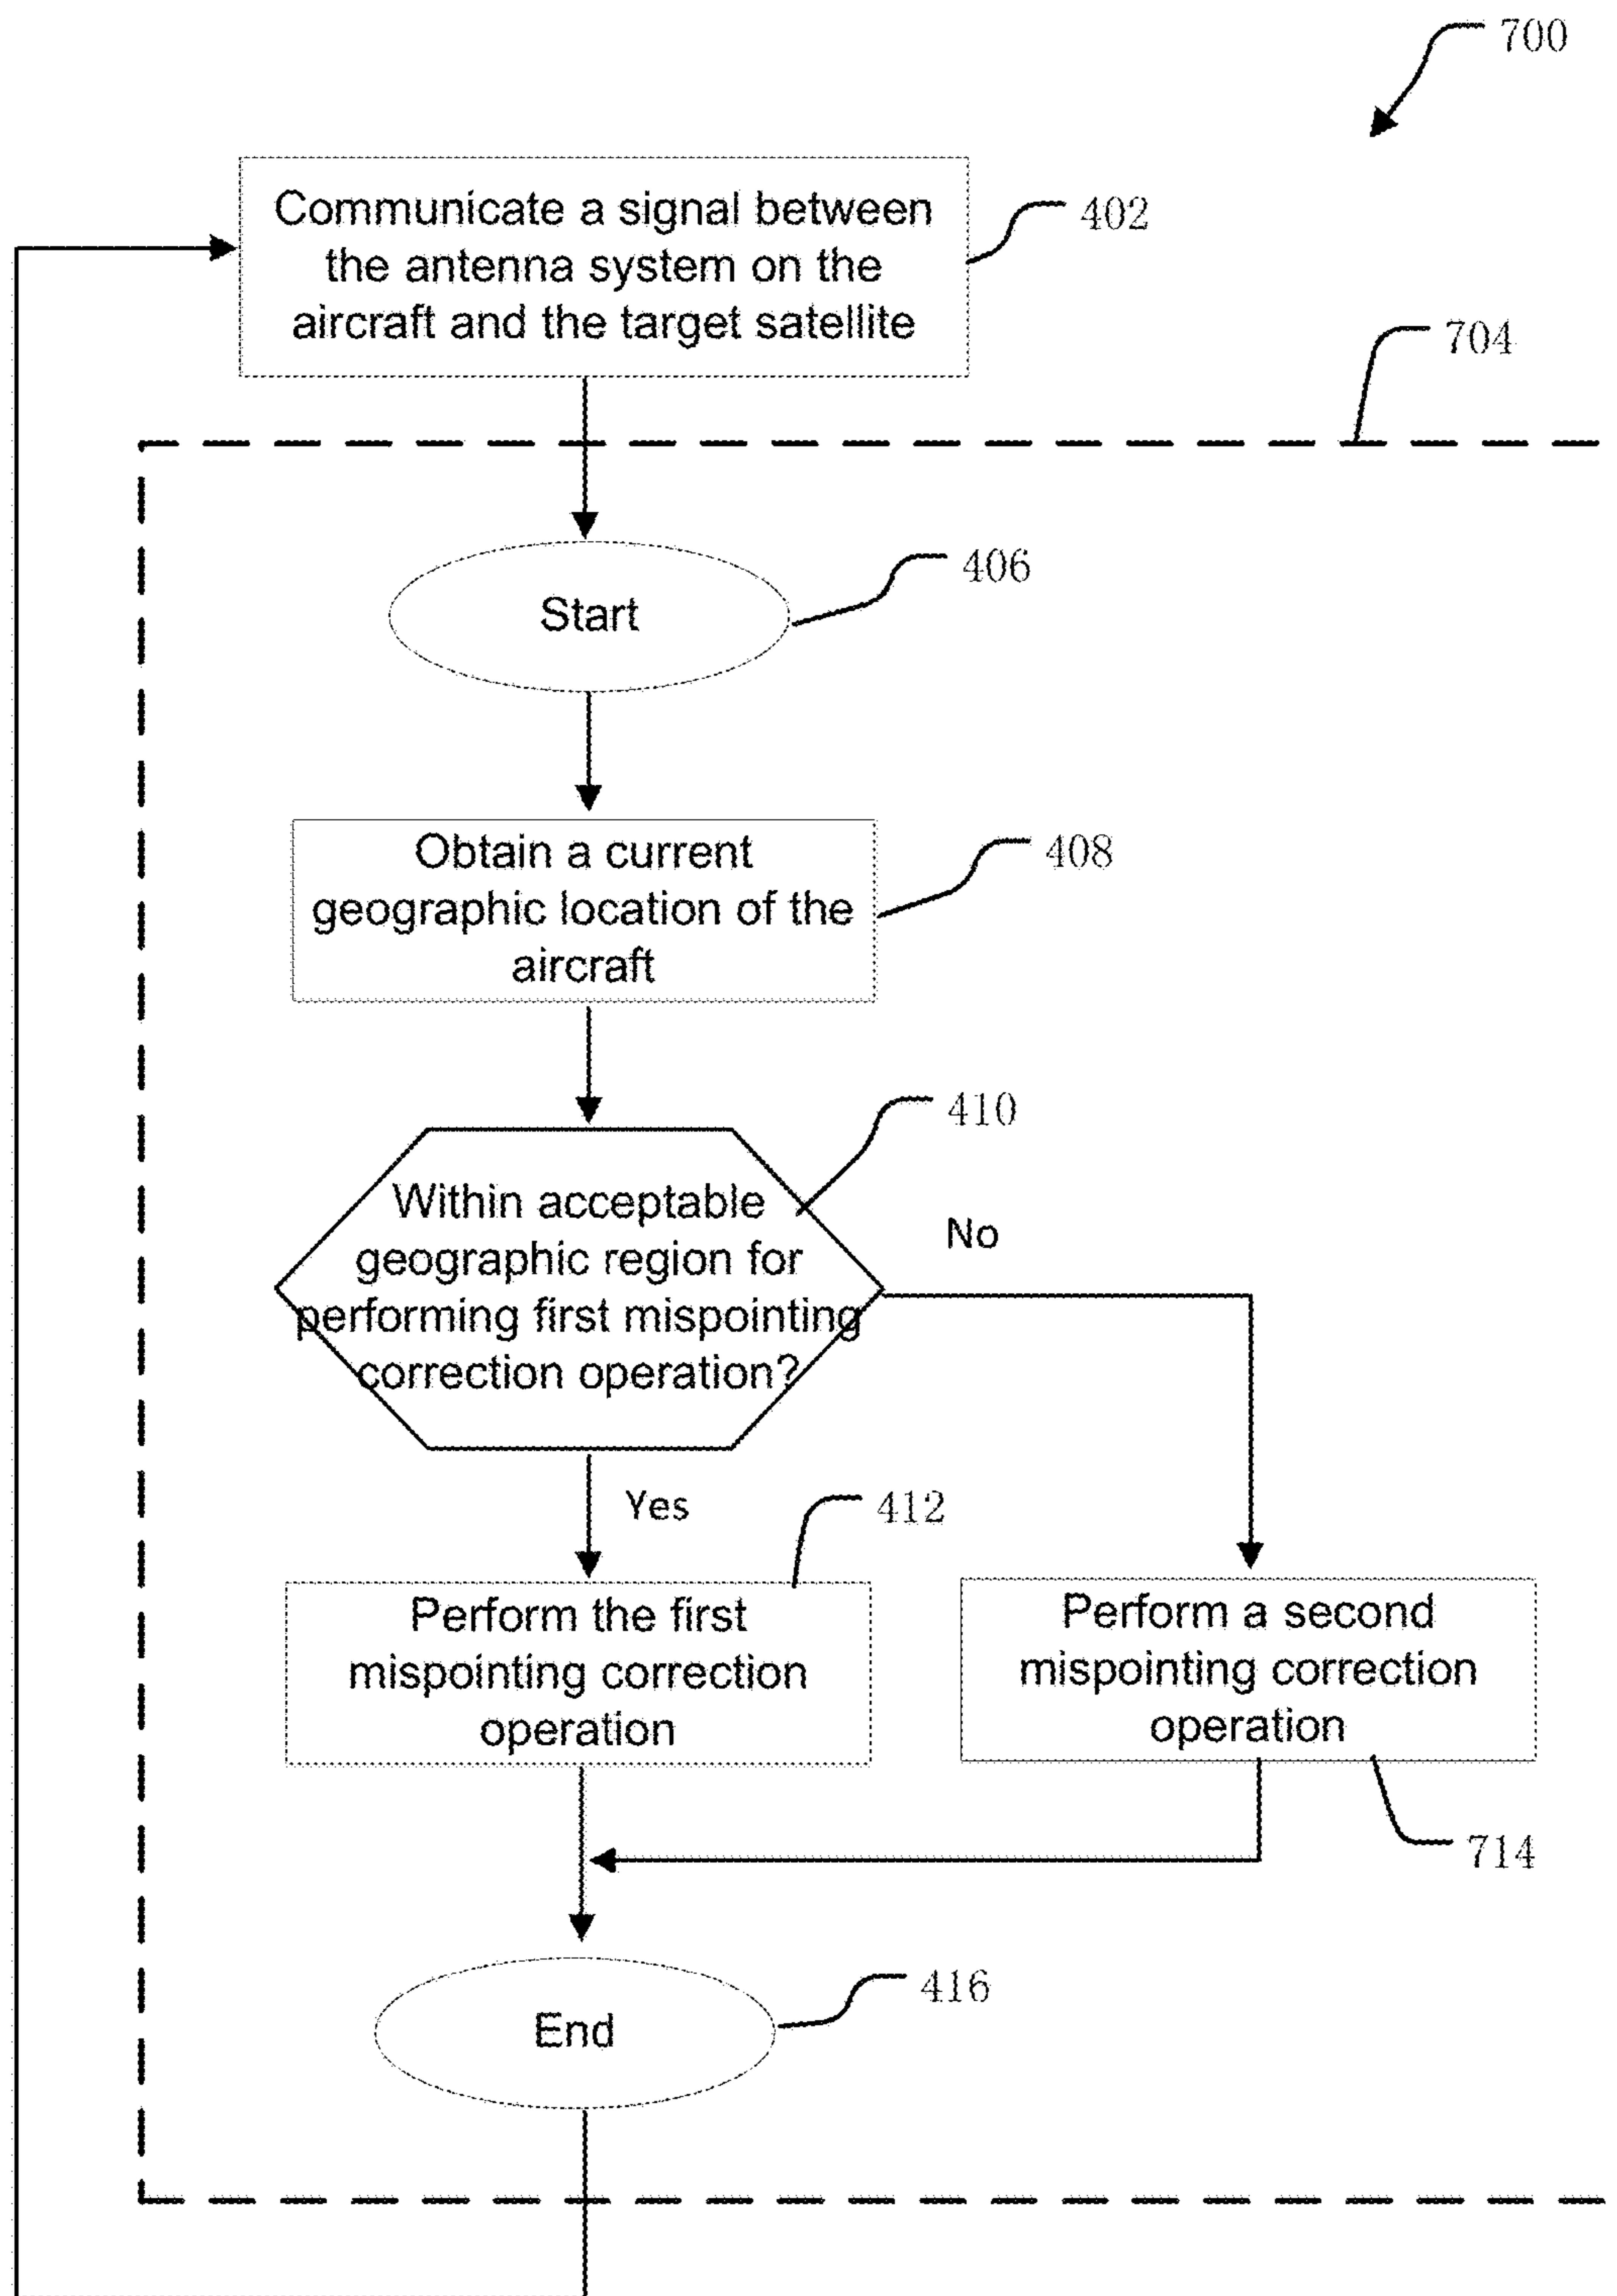 700
Communicate a signal between
the antenna system on the
aircraft and the target satellite
402
704
Start
406
Obtain a current
geographic location of the
aircraft
408
410
Within acceptable
geographic region for
performing first mispointing
correction operation?
No
Yes
412
Perform the first
mispointing correction
operation
Perform a second
mispointing correction
operation
714
End
416